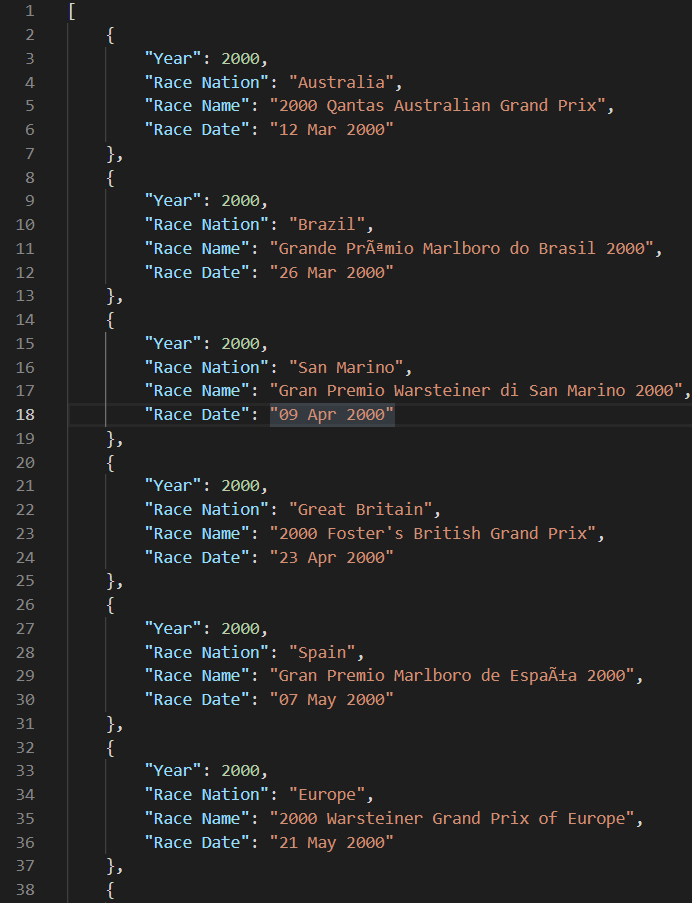 1 [
2 {
3 "Year": 2000,
4 "Race Nation": "Australia",
5 "Race Name": "2000 Qantas Australian Grand Prix",
6 "Race Date": "12 Mar 2000"
7 },
8 {
9 "Year": 2000,
10 "Race Nation": "Brazil",
11 "Race Name": "Grande PrÃªmio Marlboro do Brasil 2000",
12 "Race Date": "26 Mar 2000"
13 },
14 {
15 "Year": 2000,
16 "Race Nation": "San Marino",
17 "Race Name": "Gran Premio Warsteiner di San Marino 2000",
18 "Race Date": "09 Apr 2000"
19 },
20 {
21 "Year": 2000,
22 "Race Nation": "Great Britain",
23 "Race Name": "2000 Foster's British Grand Prix",
24 "Race Date": "23 Apr 2000"
25 },
26 {
27 "Year": 2000,
28 "Race Nation": "Spain",
29 "Race Name": "Gran Premio Marlboro de EspaÃ±a 2000",
30 "Race Date": "07 May 2000"
31 },
32 {
33 "Year": 2000,
34 "Race Nation": "Europe",
35 "Race Name": "2000 Warsteiner Grand Prix of Europe",
36 "Race Date": "21 May 2000"
37 },
38 {